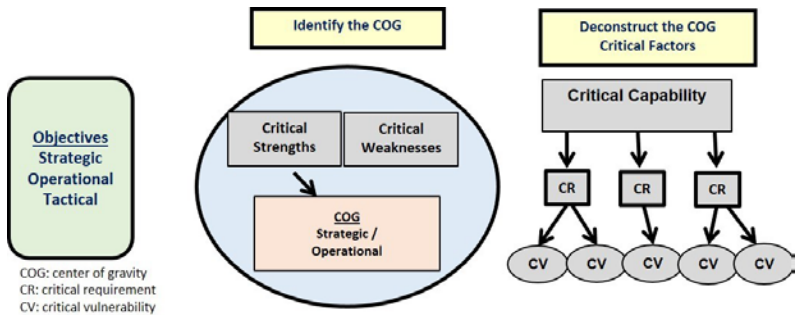 Identify the COG
Deconstruct the COG
Critical Factors
Objectives
Strategic
Operational
Tactical
Critical
Strengths
Critical
Weaknesses
COG
Strategic /
Operational
Critical Capability
CR
CR
CR
CV
CV
CV
CV
CV
COG: center of gravity
CR: critical requirement
CV: critical vulnerability